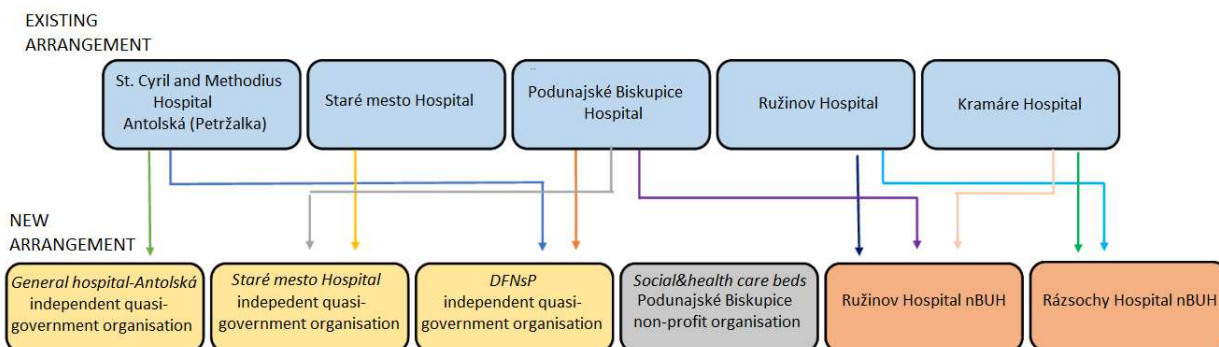 EXISTING
ARRANGEMENT
St. Cyril and Methodius
Hospital
Antolská (Petržalka)
Staré mesto Hospital
Podunajské Biskupice
Hospital
Ružinov Hospital
Kramáre Hospital
NEW
ARRANGEMENT
General hospital-Antolská
independent quasi-
government organisation
Staré mesto Hospital
indepedent quasi-
government organisation
DFNsP
independent quasi-
government organisation
Social&health care beds
Podunajské Biskupice
non-profit organisation
Ružinov Hospital nBUH
Rázsochy Hospital nBUH